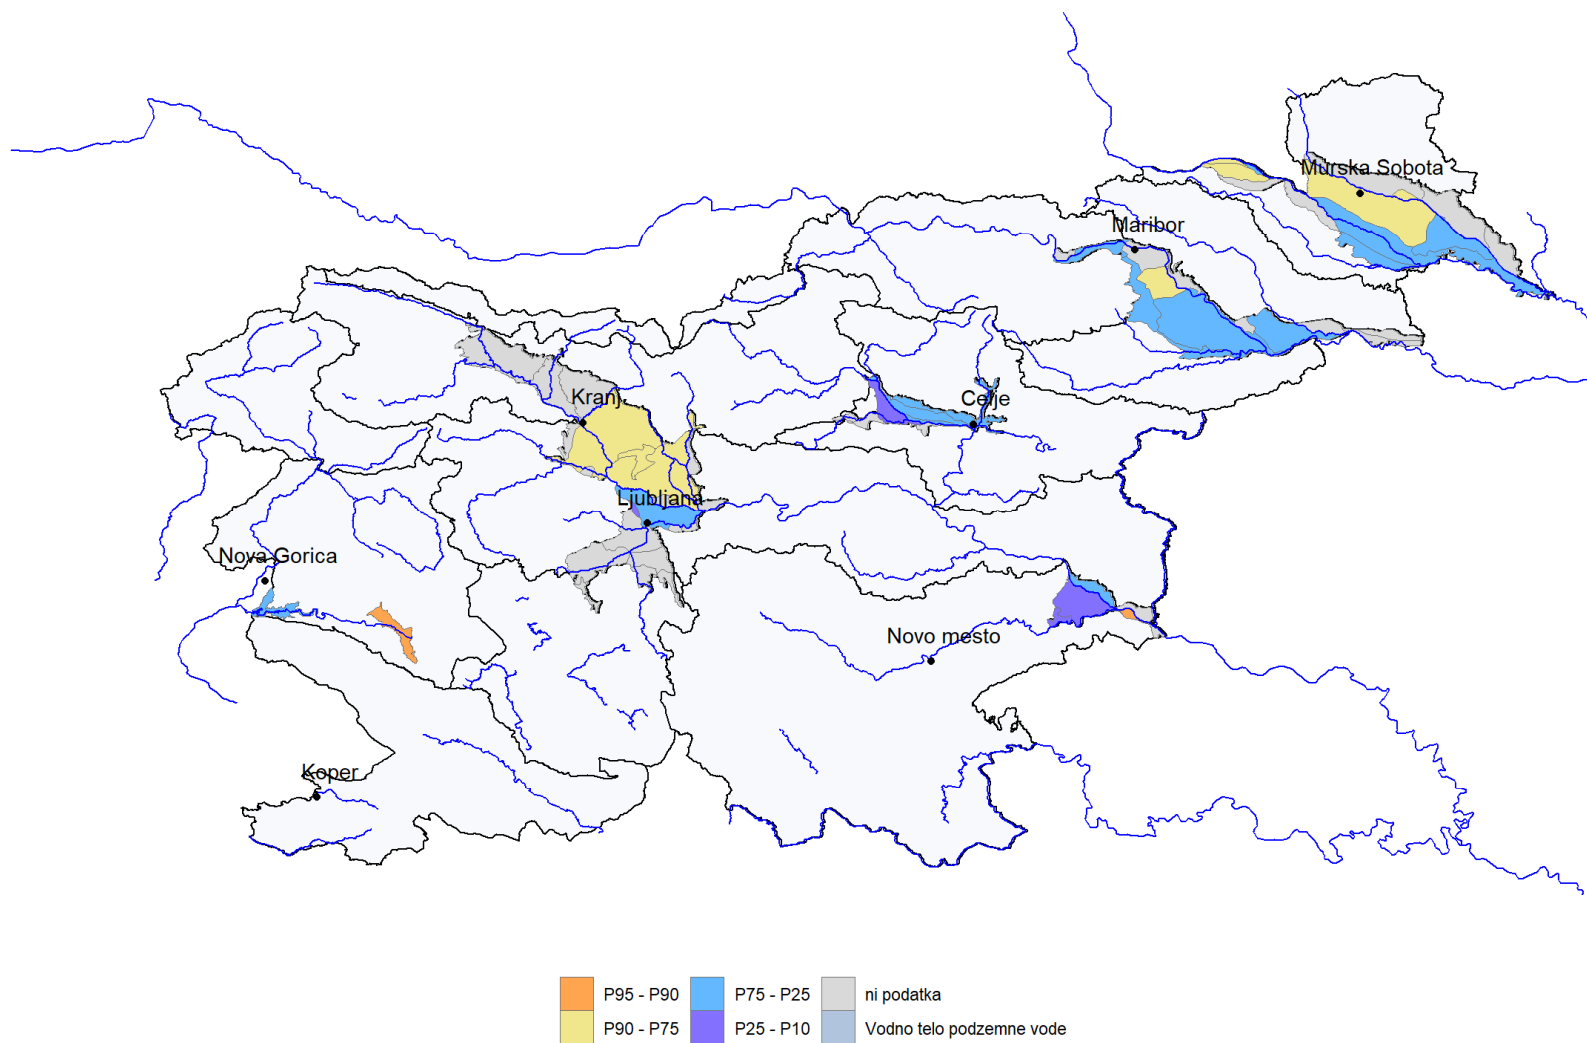 Murska Sobota
Maribor
Kranj
Celje
Ljubljana
Nova Gorica
Novo mesto
Koper
P95 - P90
P75 - P25
ni podatka
P90 - P75
P25 - P10
Vodno telo podzemne vode